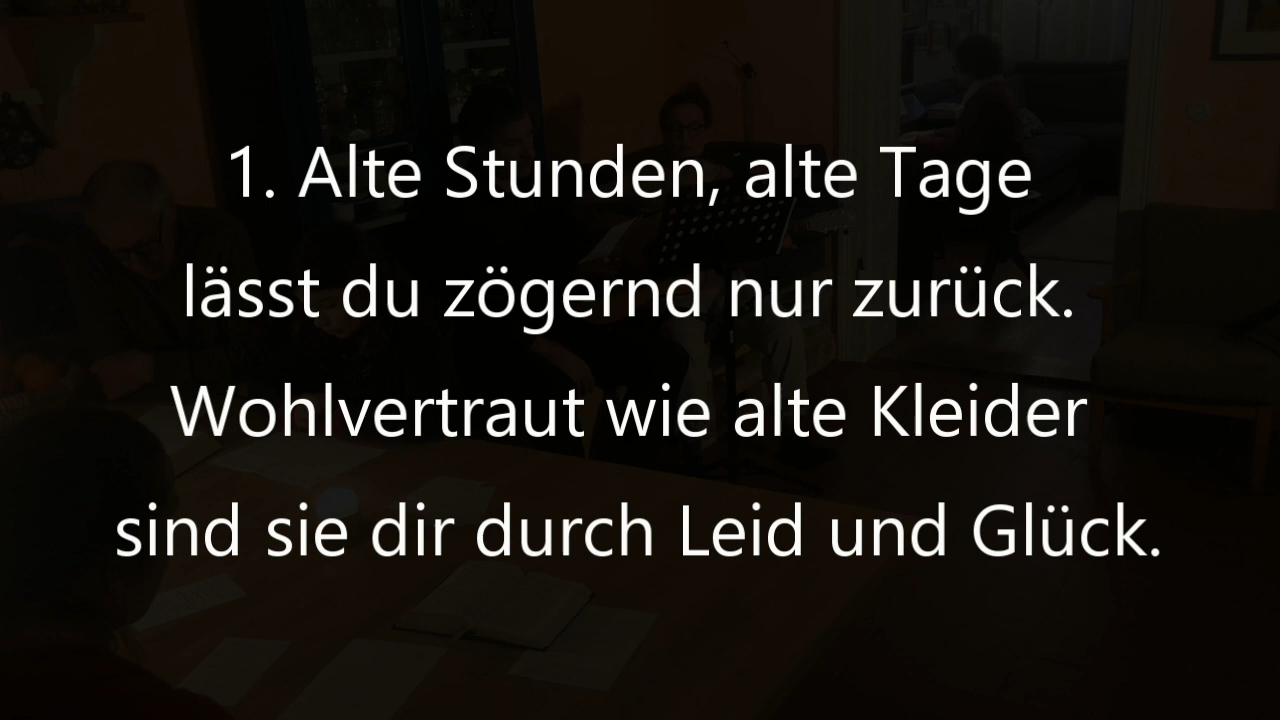 1. Alte Stunden, alte Tage
lässt du zögernd nur zurück.
Wohlvertraut wie alte Kleider
sind sie dir durch Leid und Glück.